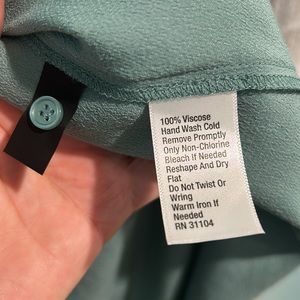 100% Viscose
Hand Wash Cold
Remove Promptly
Only Non-Chlorine
Bleach If Needed
Reshape And Dry
Flat
Do Not Twist Or
Wring
Warm Iron If
Needed
RN 31104